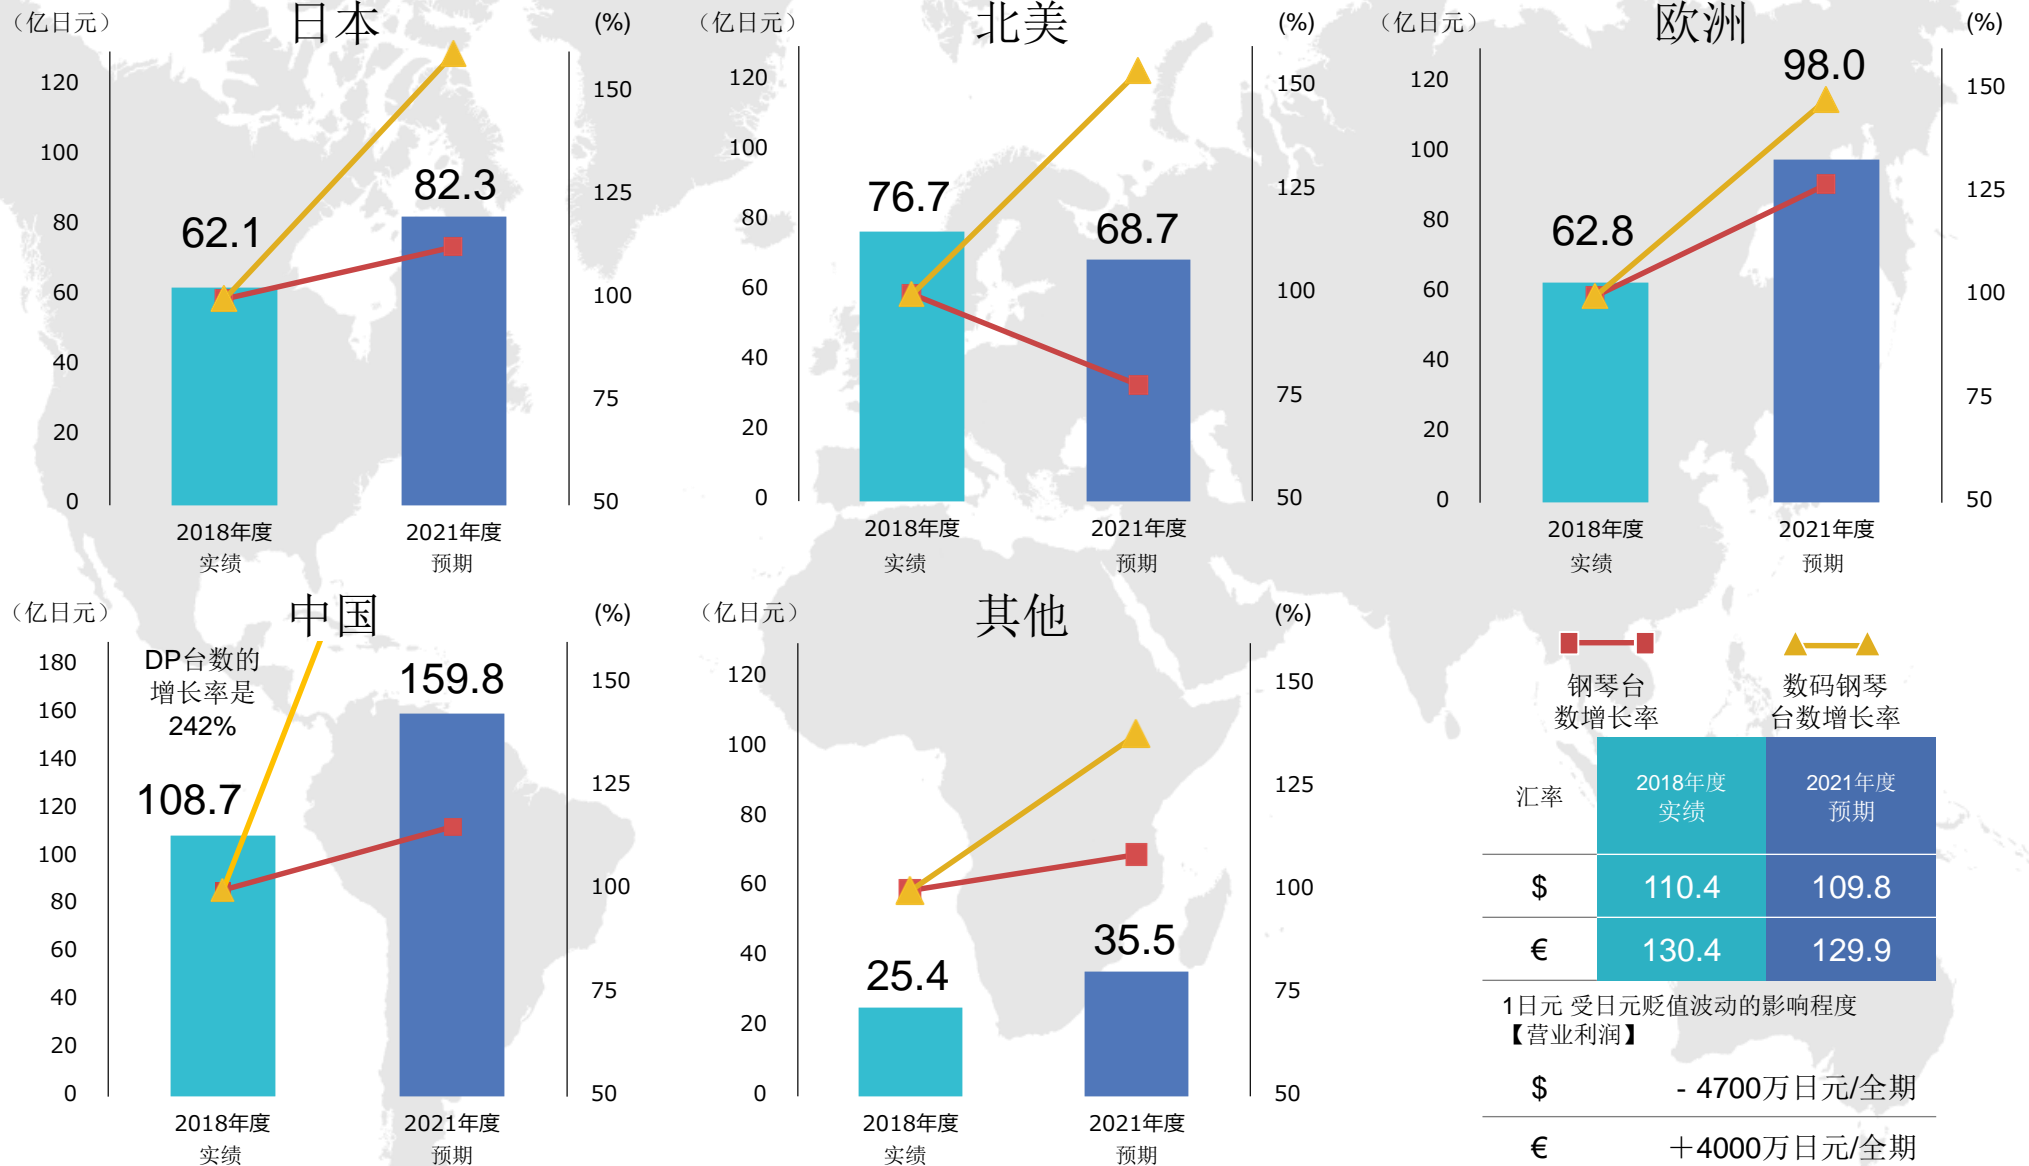 （亿日元）
日本
(%)
120
100
80
60
40
20
0
150
125
100
75
50
62.1
82.3
2018年度
实绩
2021年度
预期
（亿日元）
北美
(%)
120
100
80
60
40
20
0
150
125
100
75
50
76.7
68.7
2018年度
实绩
2021年度
预期
（亿日元）
欧洲
(%)
120
100
80
60
40
20
0
150
125
100
75
50
62.8
98.0
2018年度
实绩
2021年度
预期
（亿日元）
中国
(%)
180
160
140
120
100
80
60
40
20
0
150
125
100
75
50
DP台数的
增长率是
242%
108.7
159.8
2018年度
实绩
2021年度
预期
（亿日元）
其他
(%)
120
100
80
60
40
20
0
150
125
100
75
50
25.4
35.5
2018年度
实绩
2021年度
预期
钢琴台
数增长率
数码钢琴
台数增长率
汇率
2018年度
实绩
2021年度
预期
$ 110.4 109.8
€ 130.4 129.9
1日元 受日元贬值波动的影响程度
【营业利润】
$ - 4700万日元/全期
€ ＋4000万日元/全期